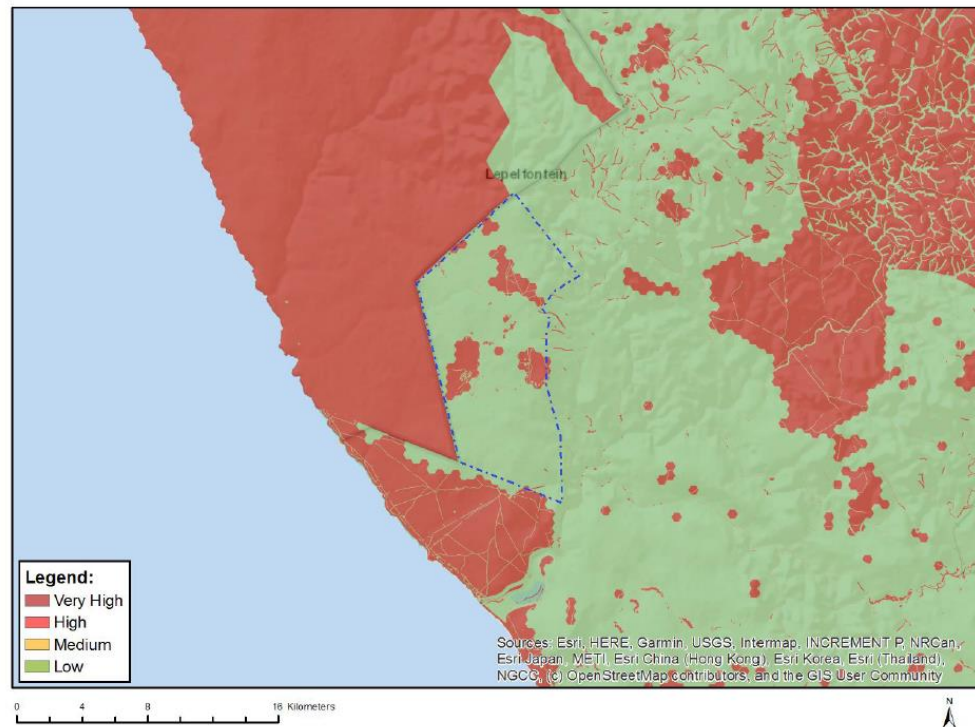 Lepelfontein
Legend:
Very High
High
Medium
Low
Sources: Esri, HERE, Garmin, USGS, Intermap, INCREMENT P, NRCan,
Esri Japan, METI, Esri China (Hong Kong), Esri Korea, Esri (Thailand),
NGCC, (c) OpenStreetMap contributors, and the GIS User Community
0 2 4 8 12 16 Kilometers
N